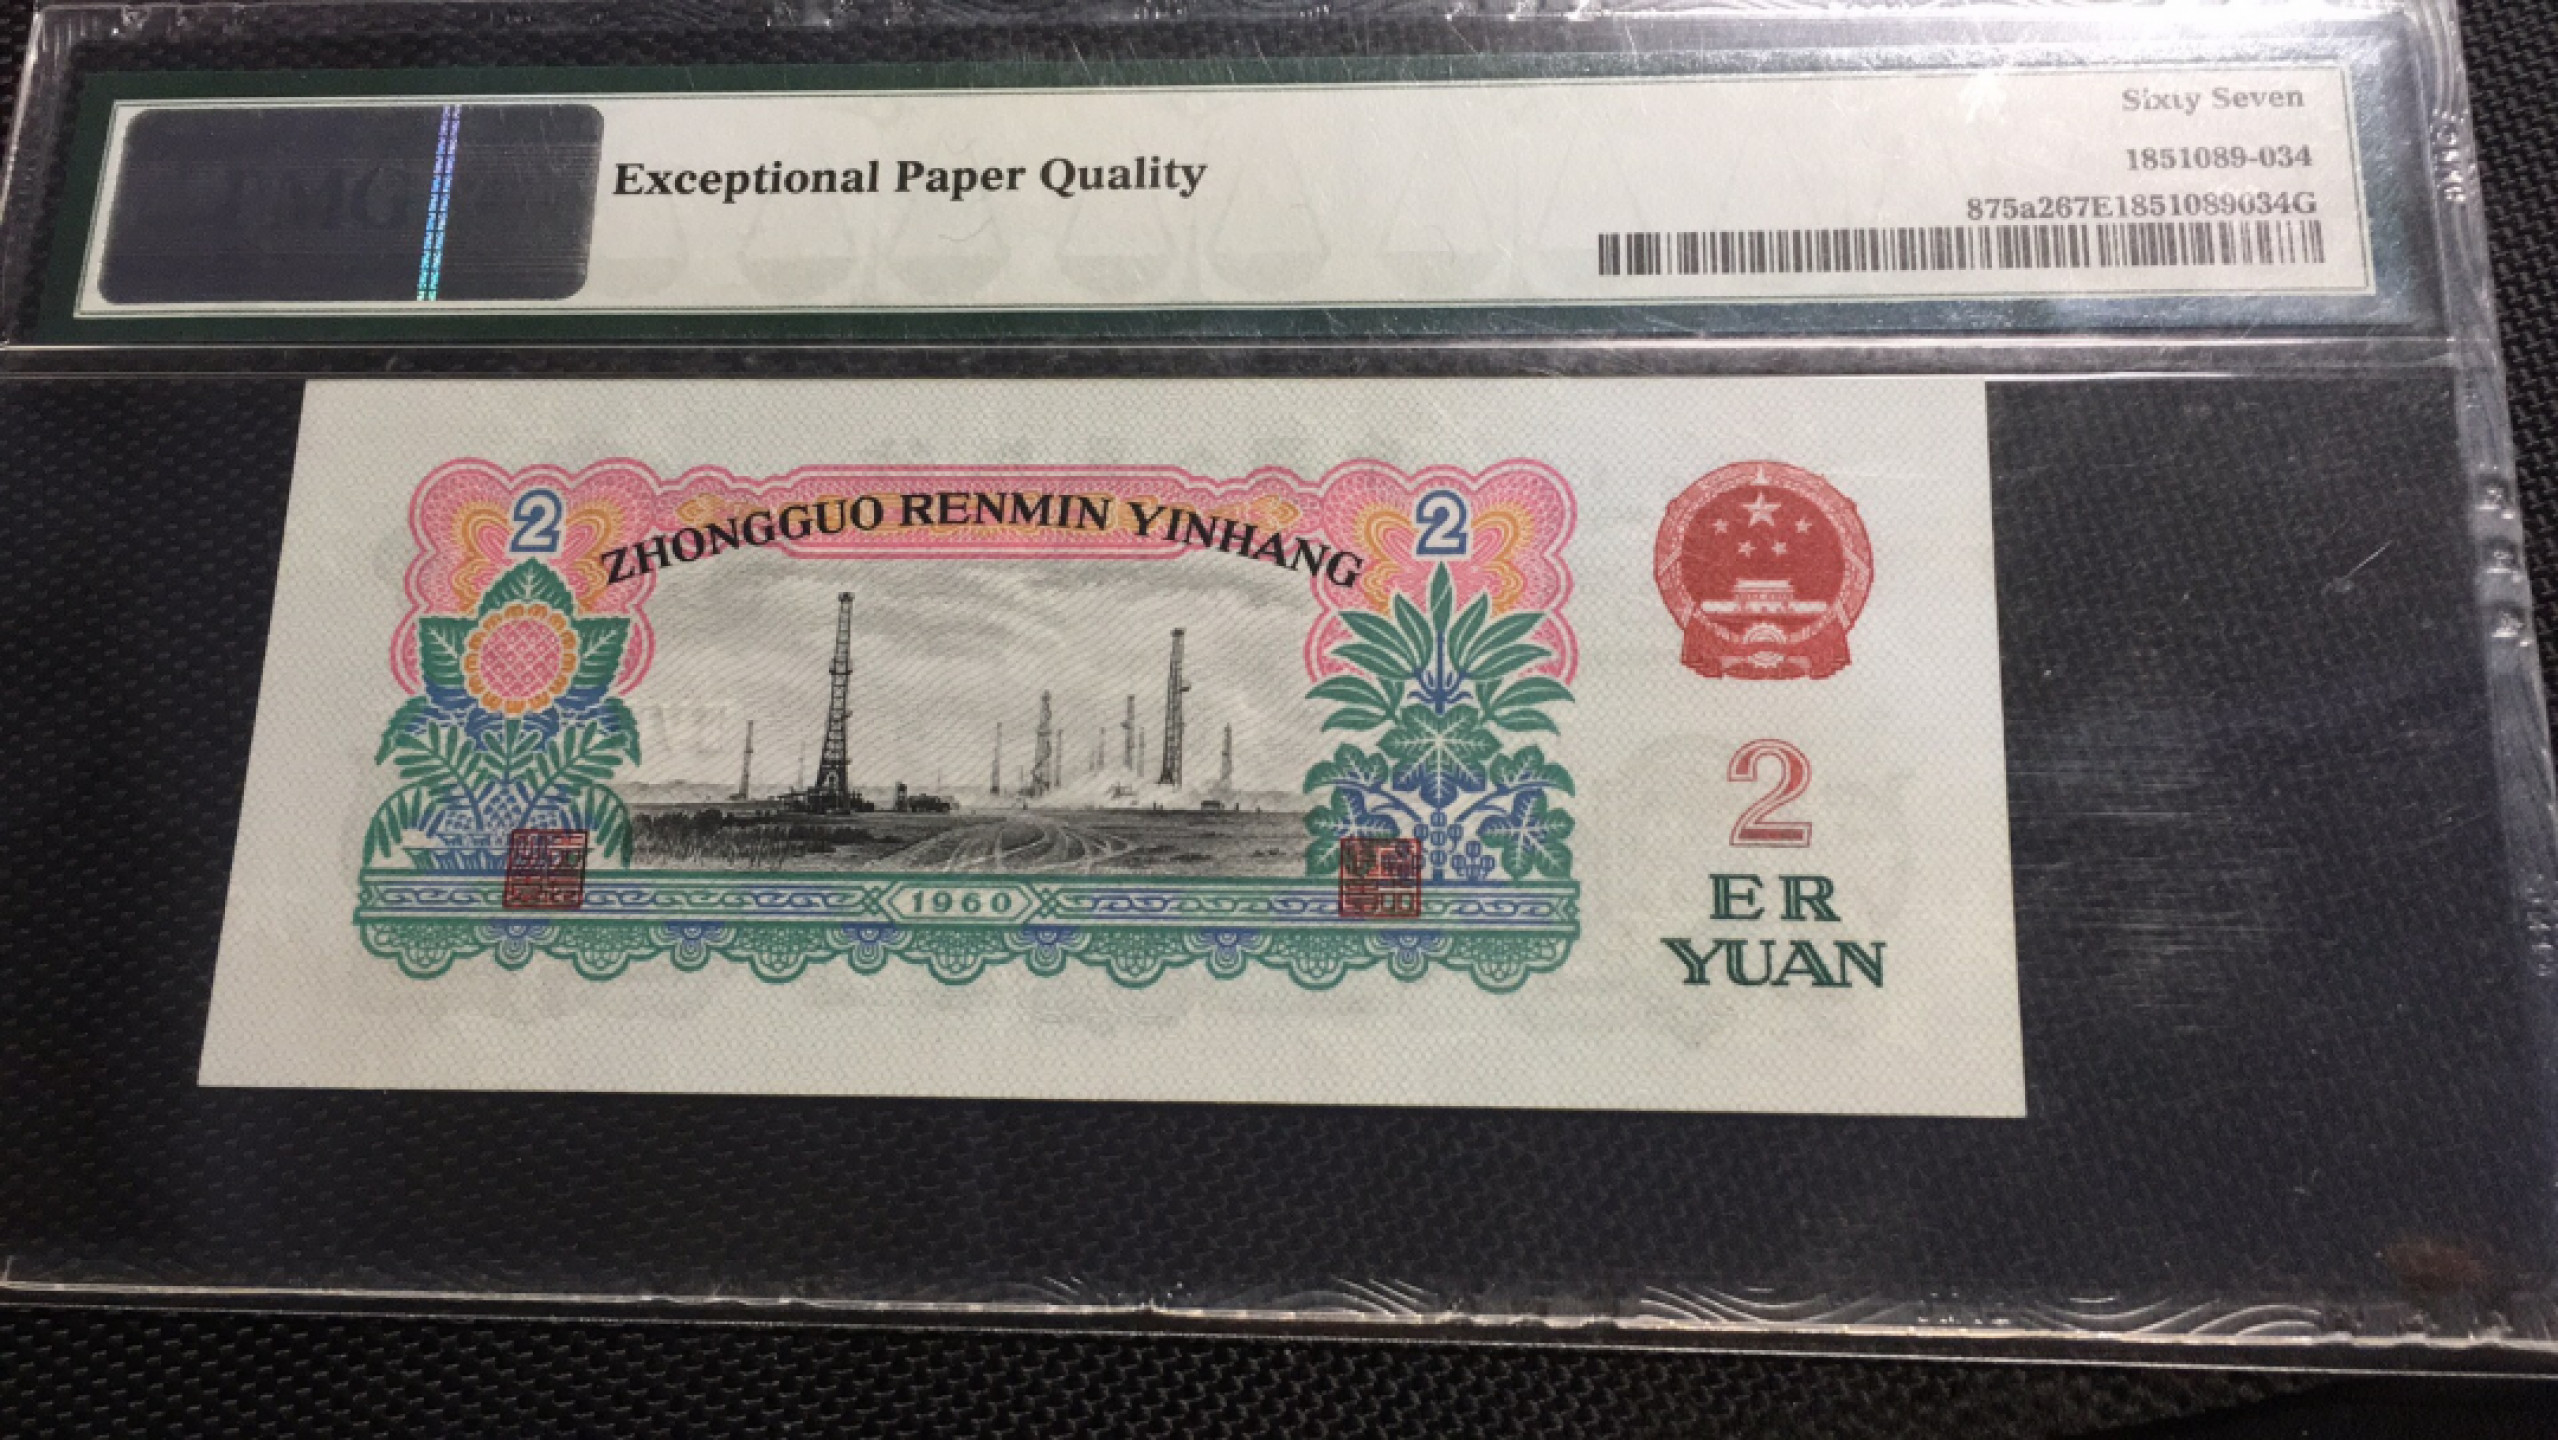 Sixty Seven
Exceptional Paper Quality
1851089-034
875a267E1851089034G
2
ZHONGGUO RENMIN YINHANG
2
2
1960
ER
YUAN